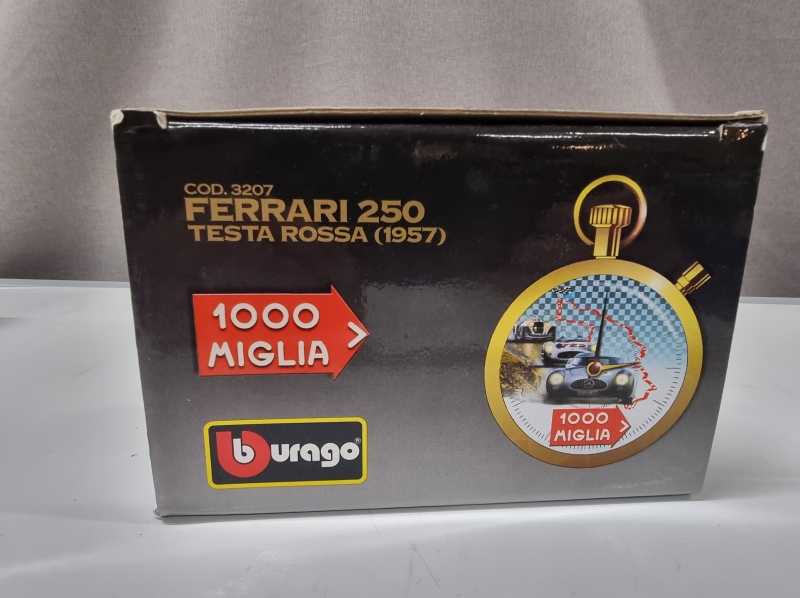 COD. 3207
FERRARI 250
TESTA ROSSA (1957)
1000
MIGLIA
burago®
1000
MIGLIA